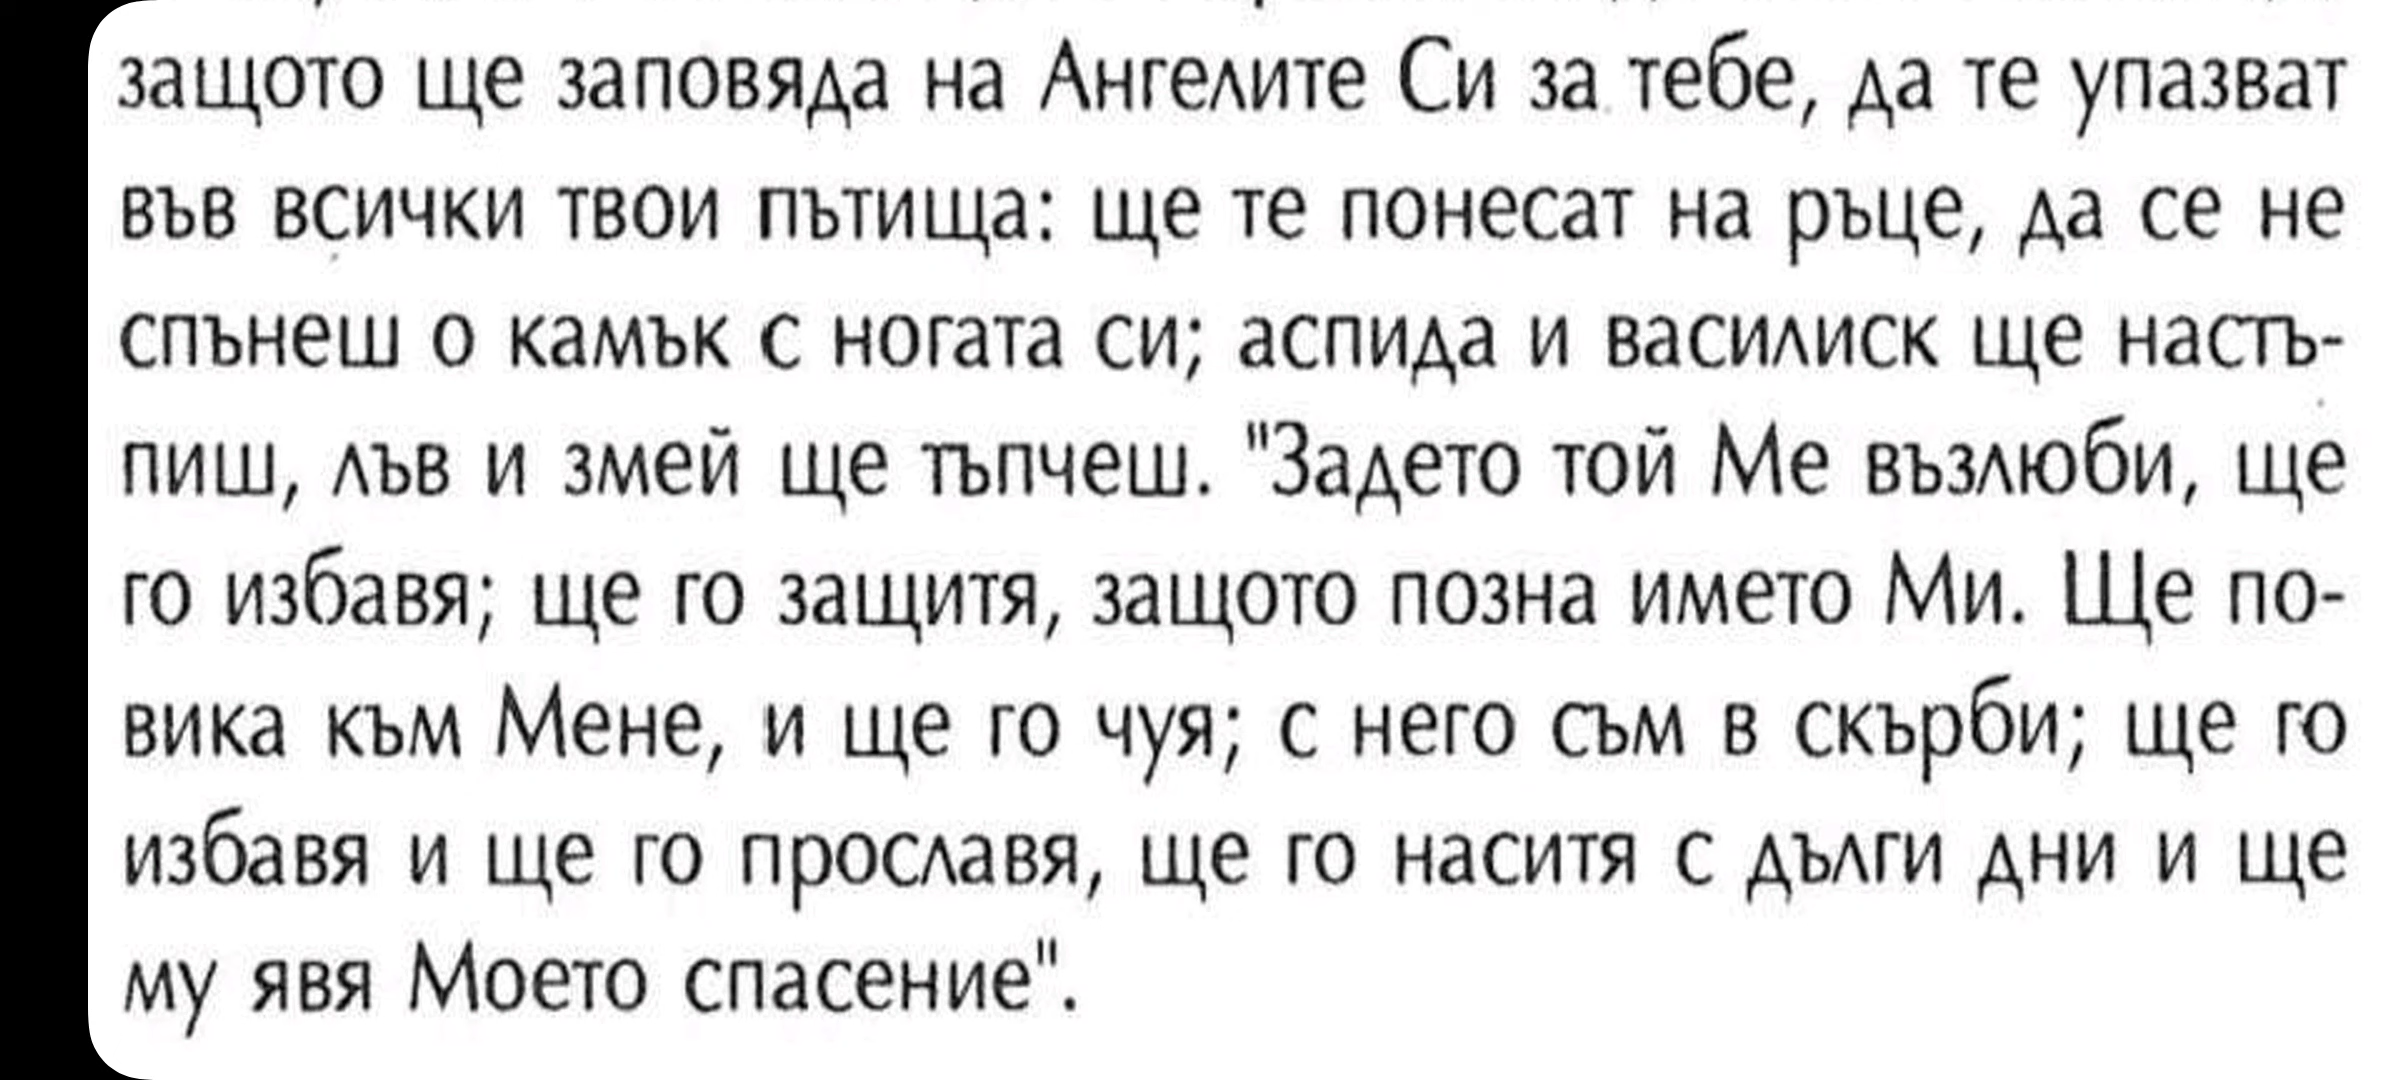 защото ще заповяда на Ангелите Си за тебе, да те упазват
във всички твои пътища: ще те понесат на ръце, да се не
спънеш о камък с ногата си; аспида и василиск ще настъ-
пиш, лъв и змей ще тъпчеш. "Задето той Ме възлюби, ще
го избавя; ще го защитя, защото позна името Ми. Ще по-
вика към Мене, и ще го чуя; с него съм в скърби; ще го
избавя и ще го прославя, ще го наситя с дълги дни и ще
му явя Моето спасение".